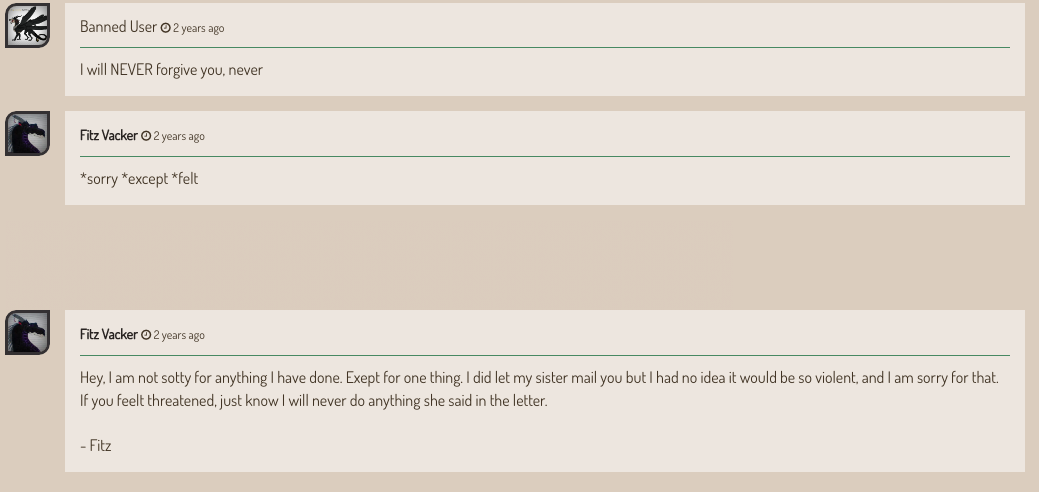 Banned User 2 years ago
I will NEVER forgive you, never
Fitz Vacker 2 years ago
*sorry *except *felt
Fitz Vacker 2 years ago
Hey, I am not sotty for anything I have done. Exept for one thing. I did let my sister mail you but I had no idea it would be so violent, and I am sorry for that.
If you feelt threatened, just know I will never do anything she said in the letter.
- Fitz